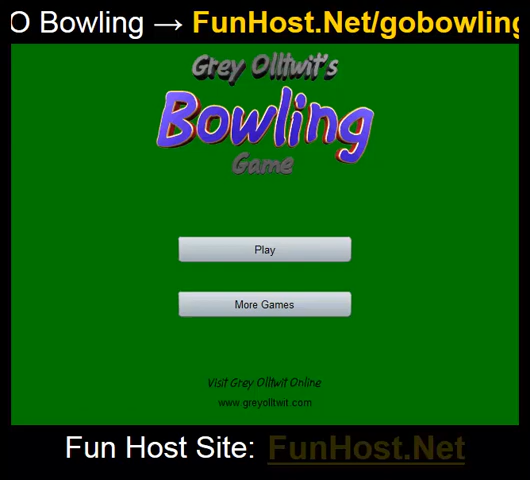 O Bowling → FunHost.Net/gobowling
Grey Olltwit's
Bowling
Game
Play
More Games
Visit Grey Olltwit Online
www.greyolltwit.com
Fun Host Site: FunHost.Net